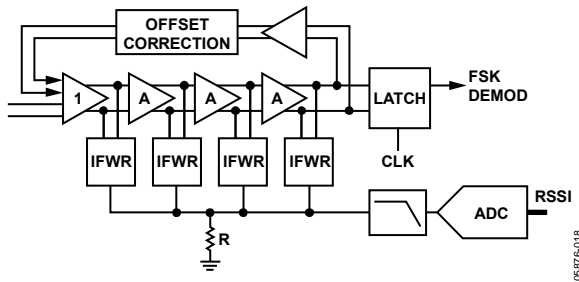 OFFSET
CORRECTION
1
A
A
A
LATCH
FSK
DEMOD
IFWR
IFWR
IFWR
IFWR
CLK
R
ADC
RSSI
05876-018